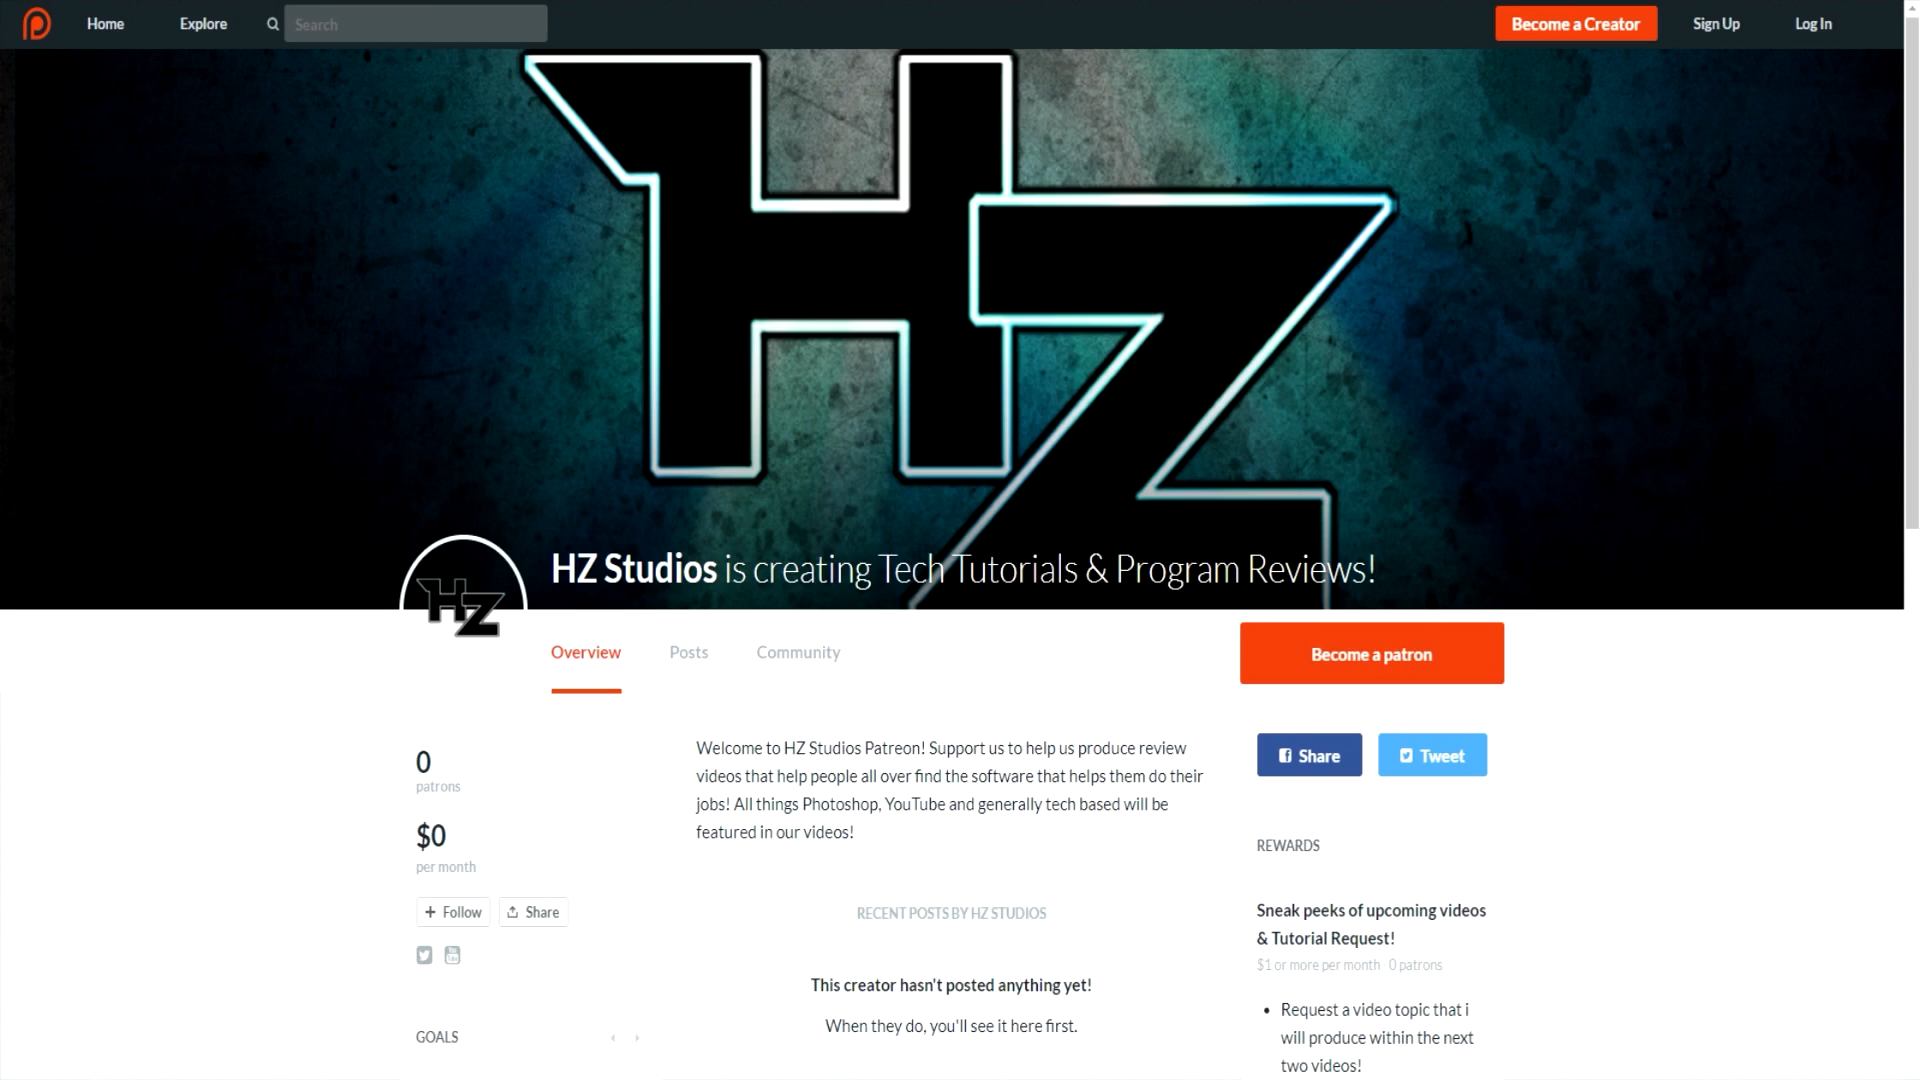 Home
Explore
Search
Become a Creator
Sign Up
Log In
HZ
HZ Studios is creating Tech Tutorials & Program Reviews!
HZ
Overview
Posts
Community
Become a patron
0
patrons
$0
per month
Follow
Share
GOALS
Welcome to HZ Studios Patreon! Support us to help us produce review
videos that help people all over find the software that helps them do their
jobs! All things Photoshop, YouTube and generally tech based will be
featured in our videos!
RECENT POSTS BY HZ STUDIOS
This creator hasn't posted anything yet!
When they do, you'll see it here first.
Share
Tweet
REWARDS
Sneak peeks of upcoming videos
& Tutorial Request!
$1 or more per month 0 patrons
• Request a video topic that i
will produce within the next
two videos!